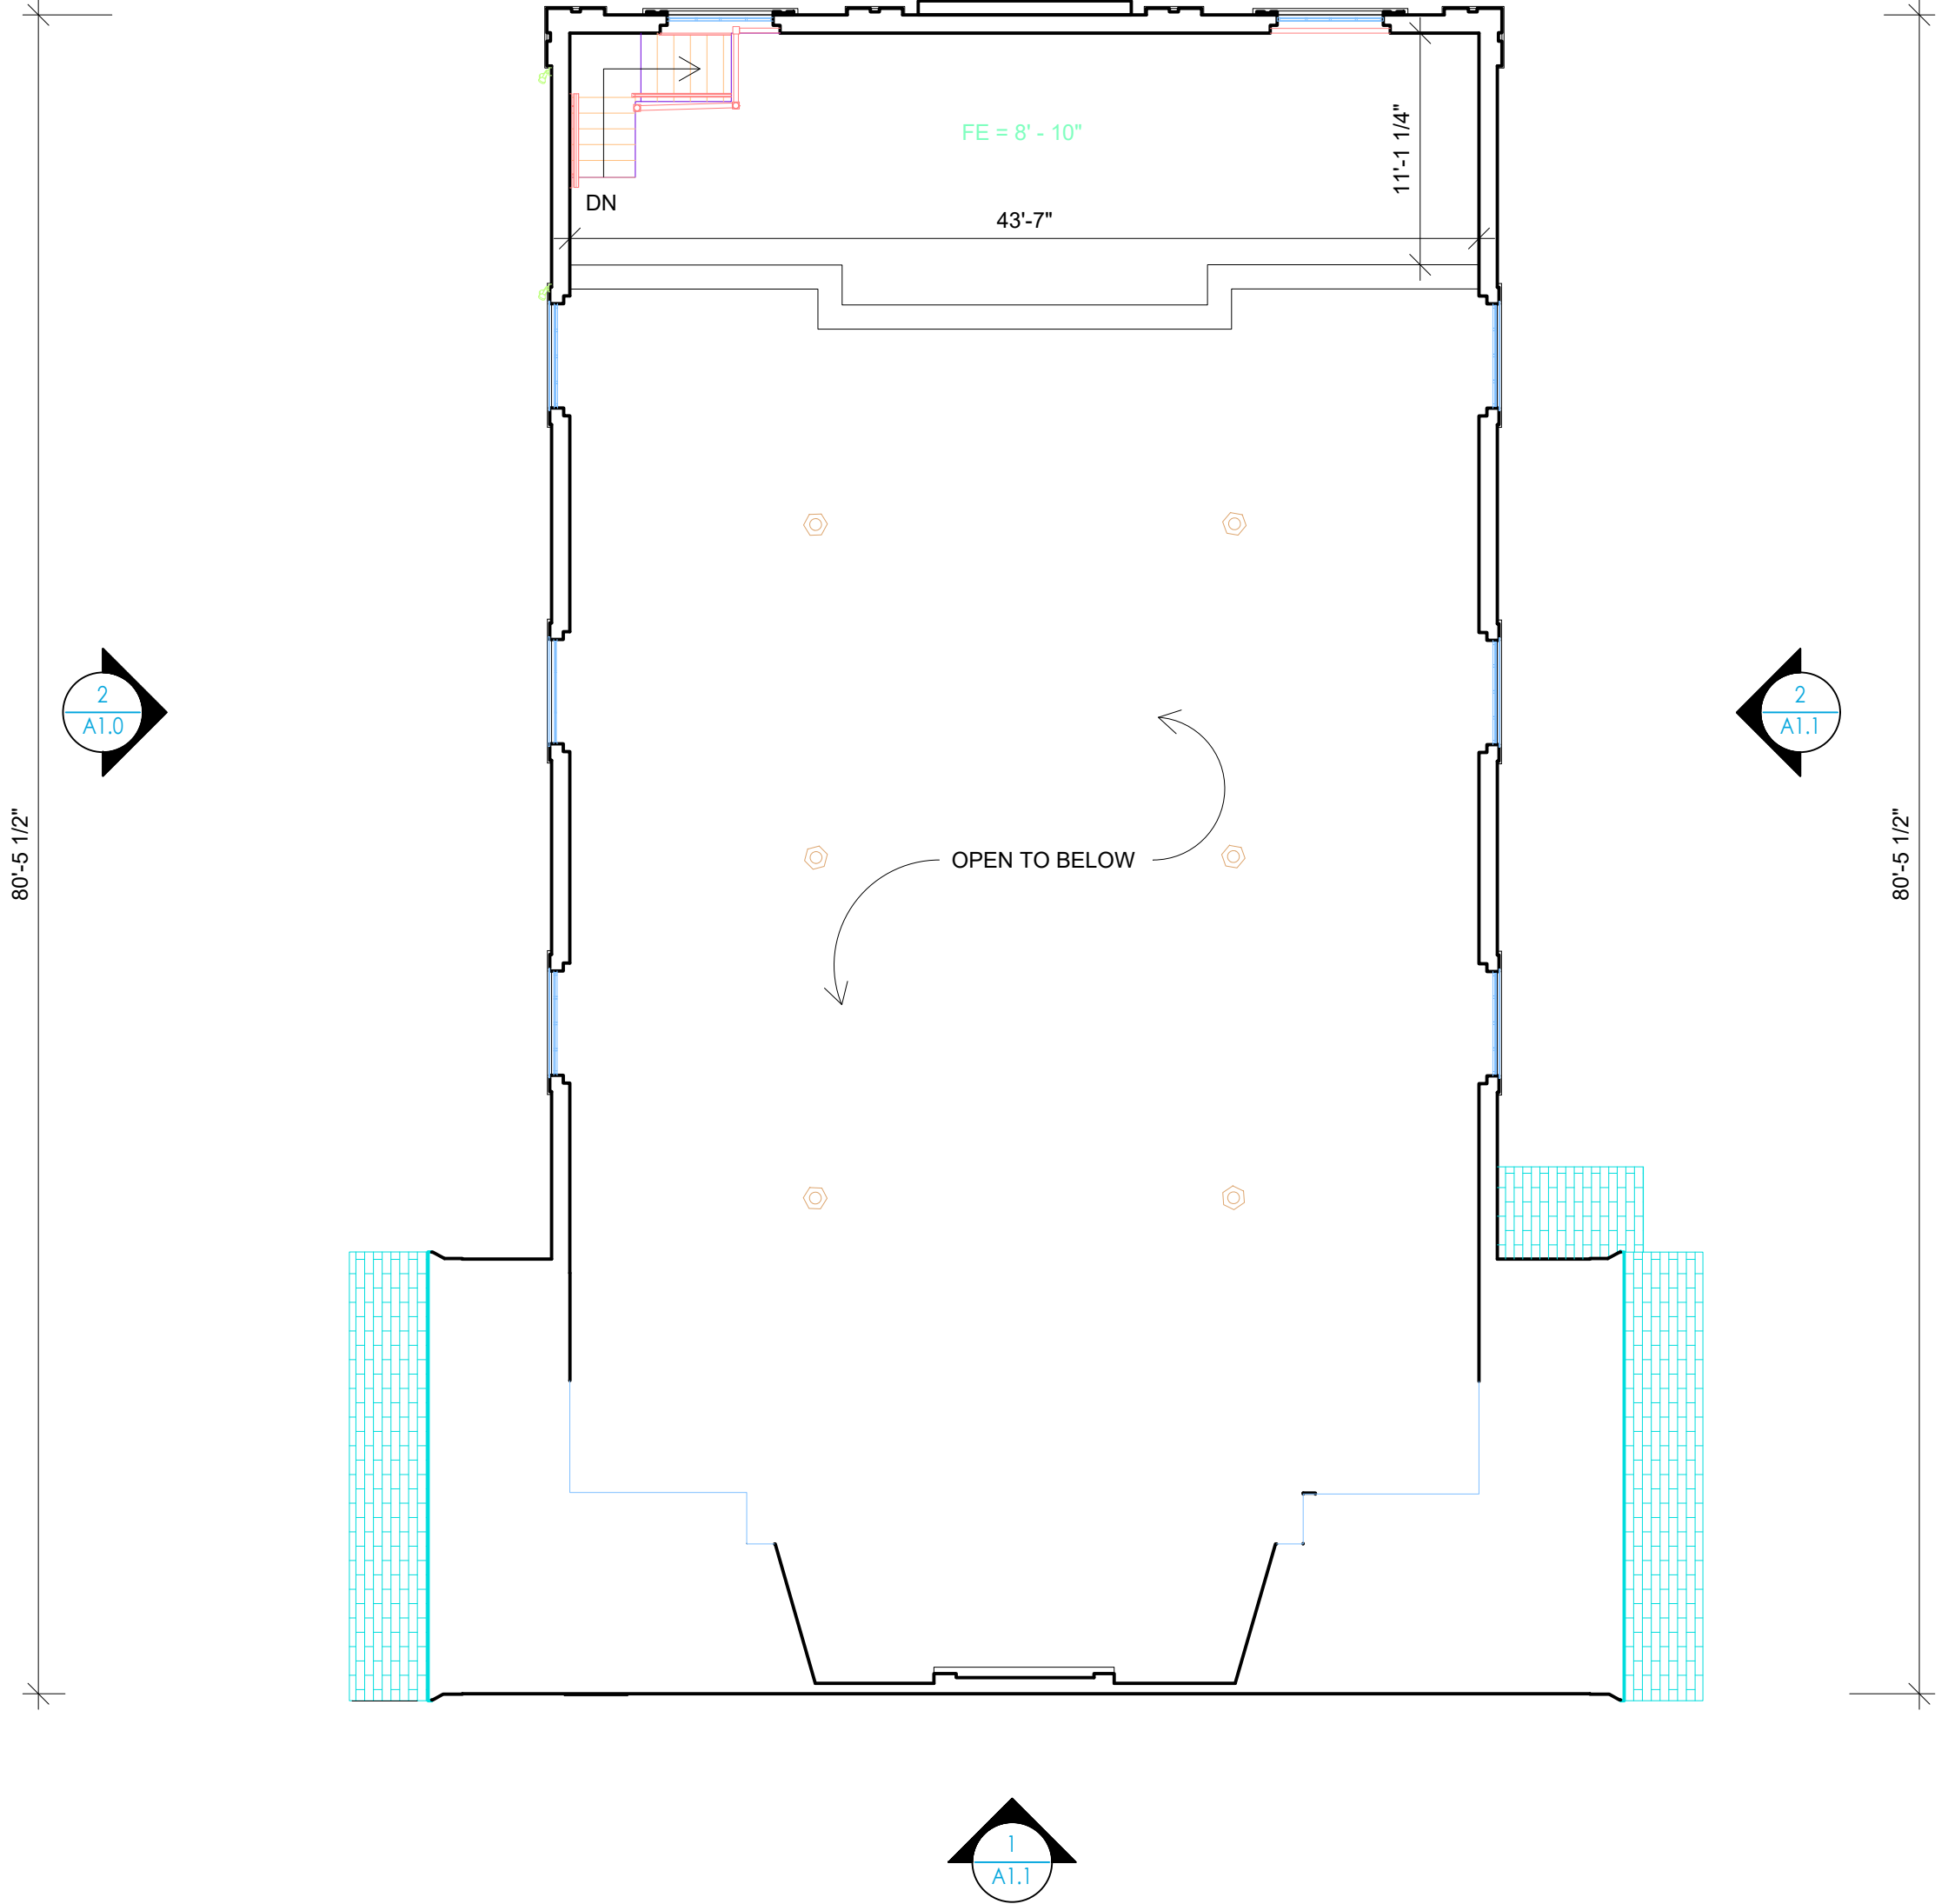 FE = 8' - 10"
11'-1 1/4"
DN
43'-7"
2
A1.0
2
A1.1
80'-5 1/2"
80'-5 1/2"
OPEN TO BELOW
1
A1.1